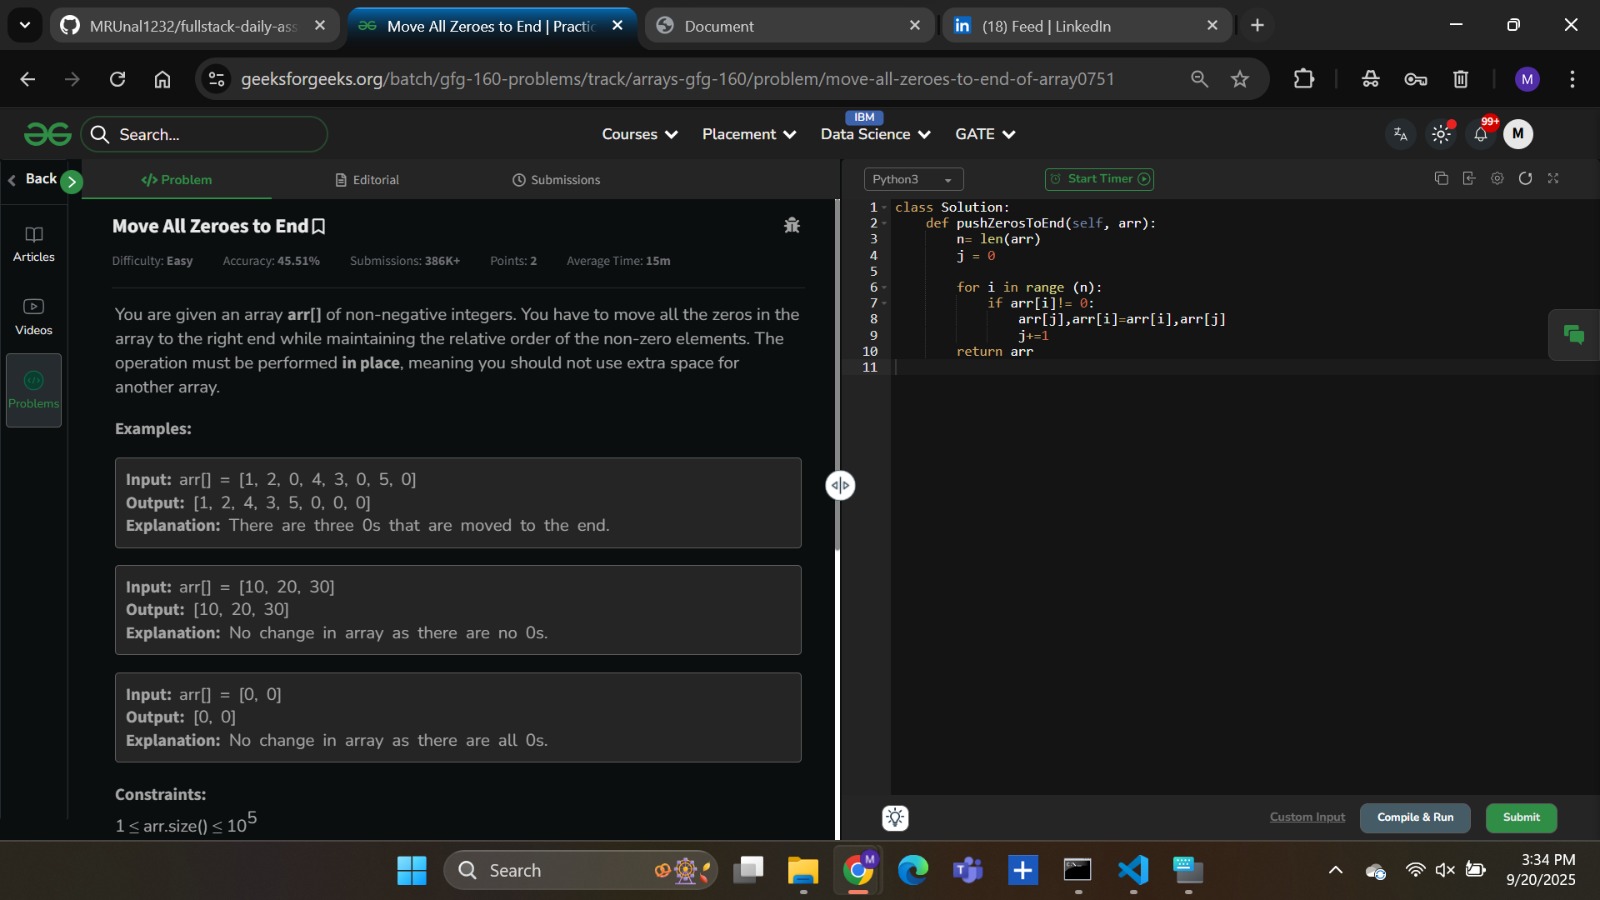 MRUnal1232/fullstack-daily-ass
Move All Zeroes to End | Practic
Document
(18) Feed | LinkedIn
geeksforgeeks.org/batch/gfg-160-problems/track/arrays-gfg-160/problem/move-all-zeroes-to-end-of-array0751
M
Search...
Courses
Placement
IBM
Data Science
GATE
99+
M
Back
Problem
Editorial
Submissions
Python3
Start Timer
Articles
Videos
Problems
Move All Zeroes to End
Difficulty: Easy Accuracy: 45.51% Submissions: 386K+ Points: 2 Average Time: 15m
You are given an array arr[] of non-negative integers. You have to move all the zeros in the
array to the right end while maintaining the relative order of the non-zero elements. The
operation must be performed in place, meaning you should not use extra space for
another array.
Examples:
Input: arr[] = [1, 2, 0, 4, 3, 0, 5, 0]
Output: [1, 2, 4, 3, 5, 0, 0, 0]
Explanation: There are three 0s that are moved to the end.
Input: arr[] = [10, 20, 30]
Output: [10, 20, 30]
Explanation: No change in array as there are no 0s.
Input: arr[] = [0, 0]
Output: [0, 0]
Explanation: No change in array as there are all 0s.
Constraints:
1 ≤ arr.size() ≤ 10^5
1 class Solution:
2     def pushZerosToEnd(self, arr):
3         n= len(arr)
4         j = 0
5
6         for i in range (n):
7             if arr[i]!= 0:
8                 arr[j],arr[i]=arr[i],arr[j]
9                 j+=1
10         return arr
11
Custom Input
Compile & Run
Submit
Search
M
3:34 PM
9/20/2025